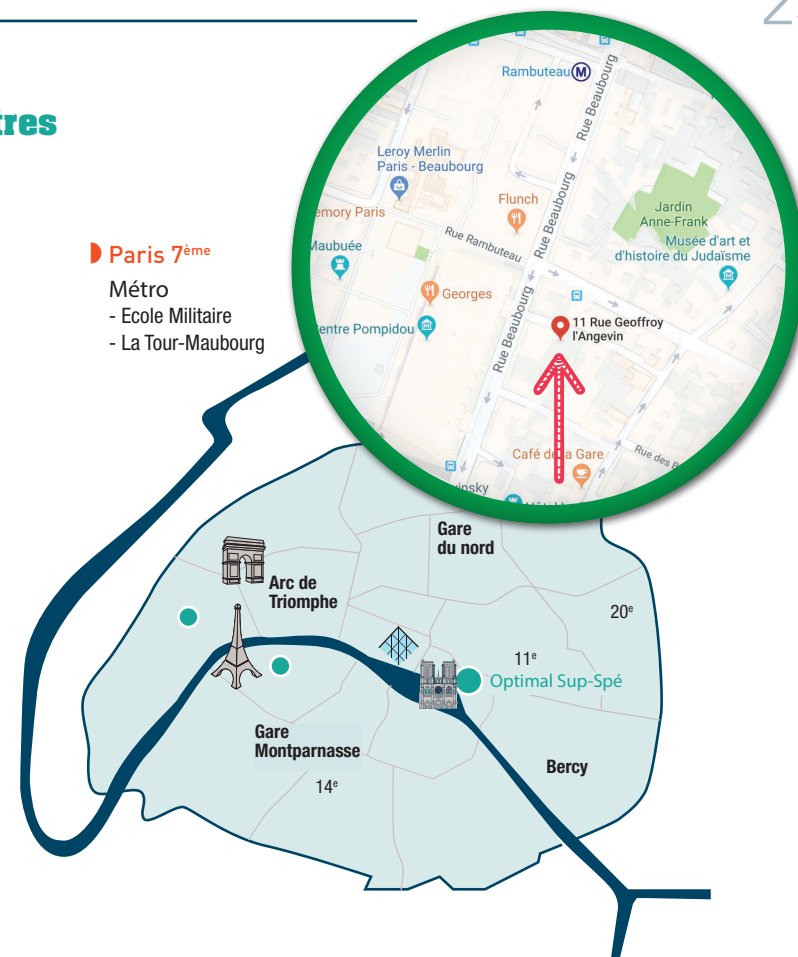 Paris 7ème
Métro
- Ecole Militaire
- La Tour-Maubourg
Rambuteau M
Rue Beaubourg
Leroy Merlin
Paris - Beaubourg
Flunch
Jardin
Anne-Frank
Paris
Rue Rambuteau
Rue Beaubourg
Musée d'art et
d'histoire du Judaïsme
Maubuée
Georges
Pompidou
11 Rue Geoffroy
l'Angevin
Rue Beaubourg
Café de la Gare
Rue des
Gare
du nord
Arc de
Triomphe
20e
11e
Optimal Sup-Spé
Gare
Montparnasse
Bercy
14e